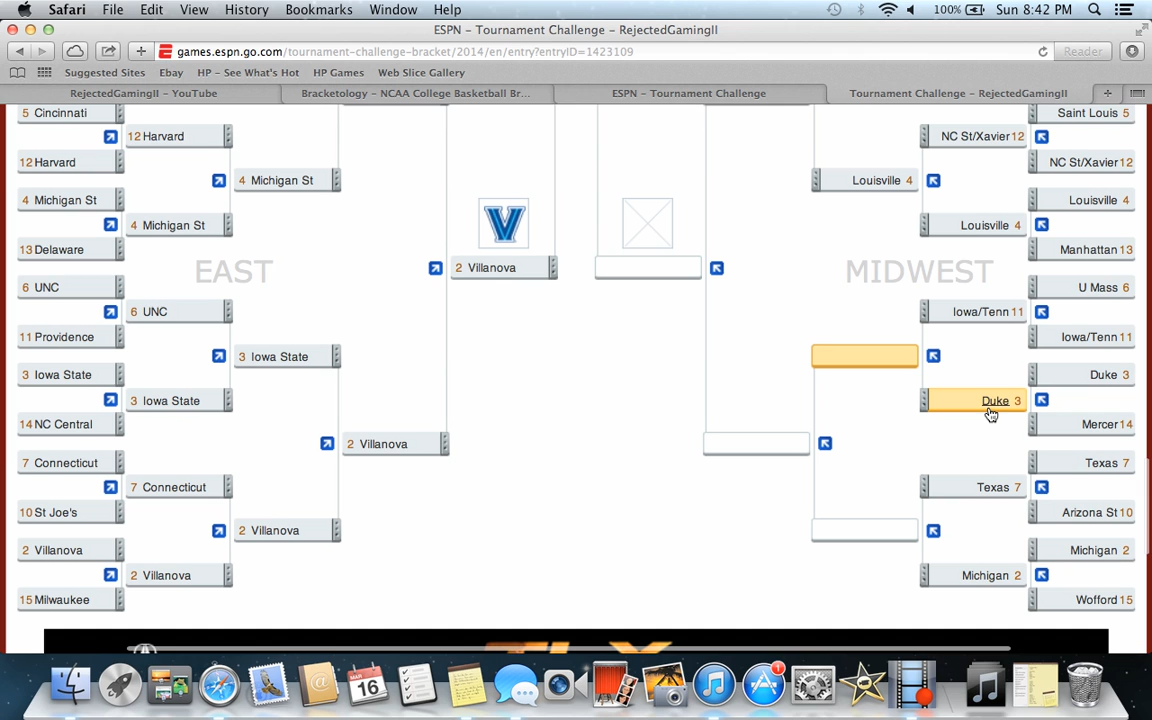 Safari File Edit View History Bookmarks Window Help 100% Sun 8:42 PM
ESPN – Tournament Challenge – RejectedGamingII
games.espn.go.com/tournament-challenge-bracket/2014/en/entry?entryID=1423109
Reader
Suggested Sites Ebay HP – See What's Hot HP Games Web Slice Gallery
RejectedGamingII – YouTube Bracketology – NCAA College Basketball Br... ESPN – Tournament Challenge Tournament Challenge – RejectedGamingII
5 Cincinnati Saint Louis 5
12 Harvard NC St/Xavier 12
12 Harvard NC St/Xavier 12
4 Michigan St Louisville 4
4 Michigan St Louisville 4
4 Michigan St Louisville 4
13 Delaware Manhattan 13
EAST 2 Villanova MIDWEST
6 UNC U Mass 6
6 UNC Iowa/Tenn 11
11 Providence Iowa/Tenn 11
3 Iowa State
3 Iowa State Duke 3
3 Iowa State Duke 3
14 NC Central Mercer 14
2 Villanova
7 Connecticut Texas 7
7 Connecticut Texas 7
10 St Joe's Arizona St 10
2 Villanova
2 Villanova Michigan 2
2 Villanova Michigan 2
15 Milwaukee Wofford 15
MAR
16
1